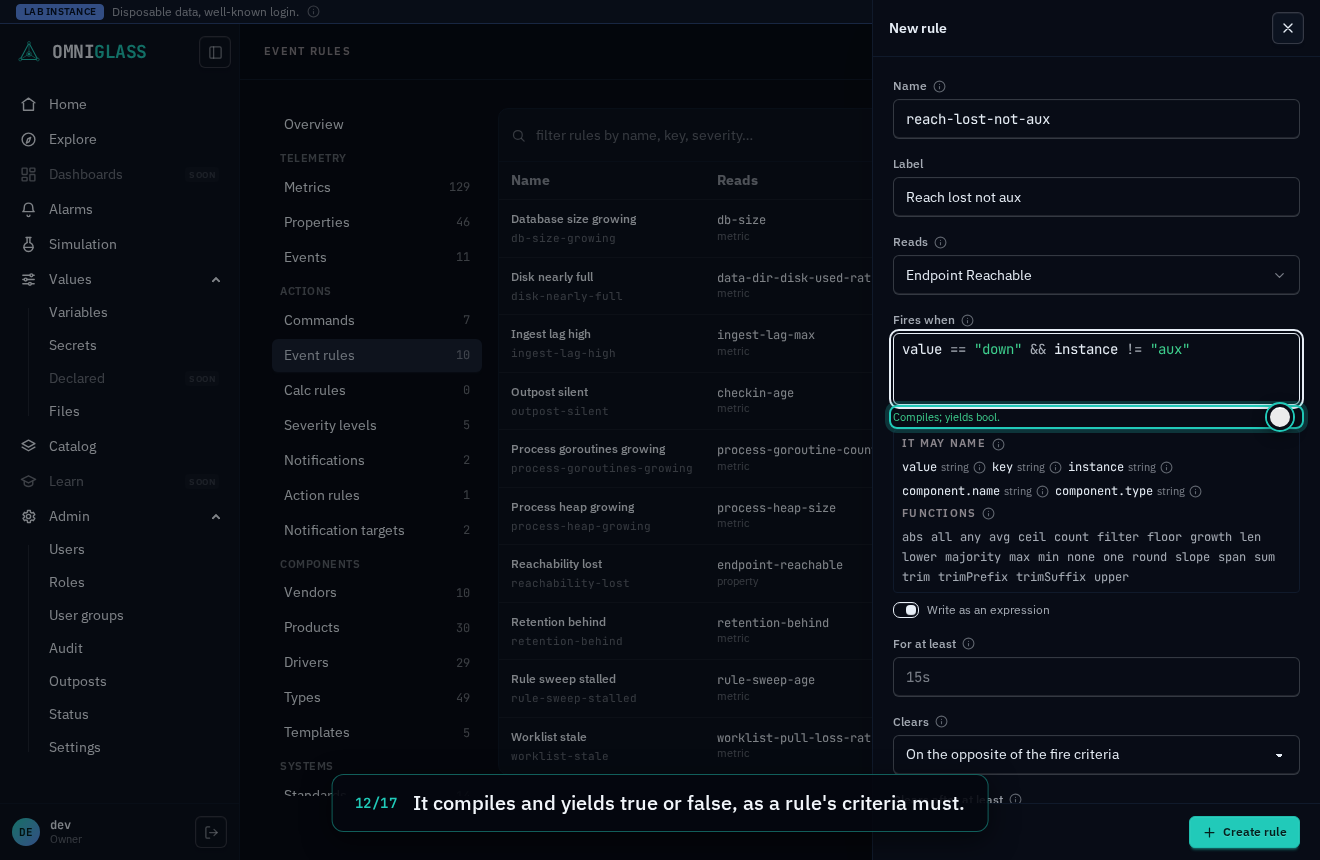 LAB INSTANCE Disposable data, well-known login.
OMNIGLASS
Home
Explore
Dashboards SOON
Alarms
Simulation
Values
Variables
Secrets
Declared SOON
Files
Catalog
Learn SOON
Admin
Users
Roles
User groups
Audit
Outposts
Status
Settings
DE dev
Owner
EVENT RULES
Overview
TELEMETRY
Metrics 129
Properties 46
Events 11
ACTIONS
Commands 7
Event rules 10
Calc rules 0
Severity levels 5
Notifications 2
Action rules 1
Notification targets 2
COMPONENTS
Vendors 10
Products 30
Drivers 29
Types 49
Templates 5
SYSTEMS
filter rules by name, key, severity...
Name Reads
Database size growing db-size
db-size-growing metric
Disk nearly full data-dir-disk-used-rat
disk-nearly-full metric
Ingest lag high ingest-lag-max
ingest-lag-high metric
Outpost silent checkin-age
outpost-silent metric
Process goroutines growing process-goroutine-coun
process-goroutines-growing metric
Process heap growing process-heap-size
process-heap-growing metric
Reachability lost endpoint-reachable
reachability-lost property
Retention behind retention-behind
retention-behind metric
Rule sweep stalled rule-sweep-age
rule-sweep-stalled metric
Worklist stale worklist-pull-loss-rat
worklist-stale metric
New rule
Name
reach-lost-not-aux
Label
Reach lost not aux
Reads
Endpoint Reachable
Fires when
value == "down" && instance != "aux"
Compiles; yields bool.
IT MAY NAME
value string key string instance string
component.name string component.type string
FUNCTIONS
abs all any avg ceil count filter floor growth len
lower majority max min none one round slope span sum
trim trimPrefix trimSuffix upper
Write as an expression
For at least
15s
Clears
On the opposite of the fire criteria
12/17 It compiles and yields true or false, as a rule's criteria must.
Create rule